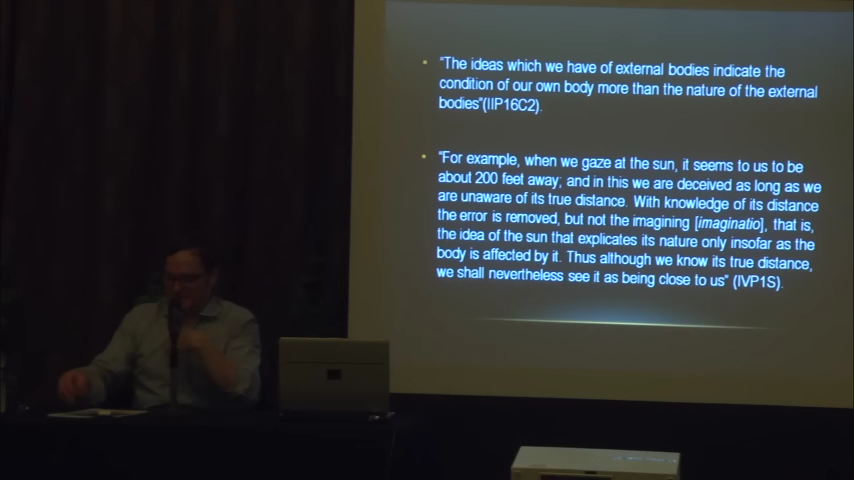 • "The ideas which we have of external bodies indicate the
condition of our own body more than the nature of the external
bodies"(IIP16C2).
• "For example, when we gaze at the sun, it seems to us to be
about 200 feet away; and in this we are deceived as long as we
are unaware of its true distance. With knowledge of its distance
the error is removed, but not the imagining [imaginatio], that is,
the idea of the sun that explicates its nature only insofar as the
body is affected by it. Thus although we know its true distance,
we shall nevertheless see it as being close to us" (IVP1S).